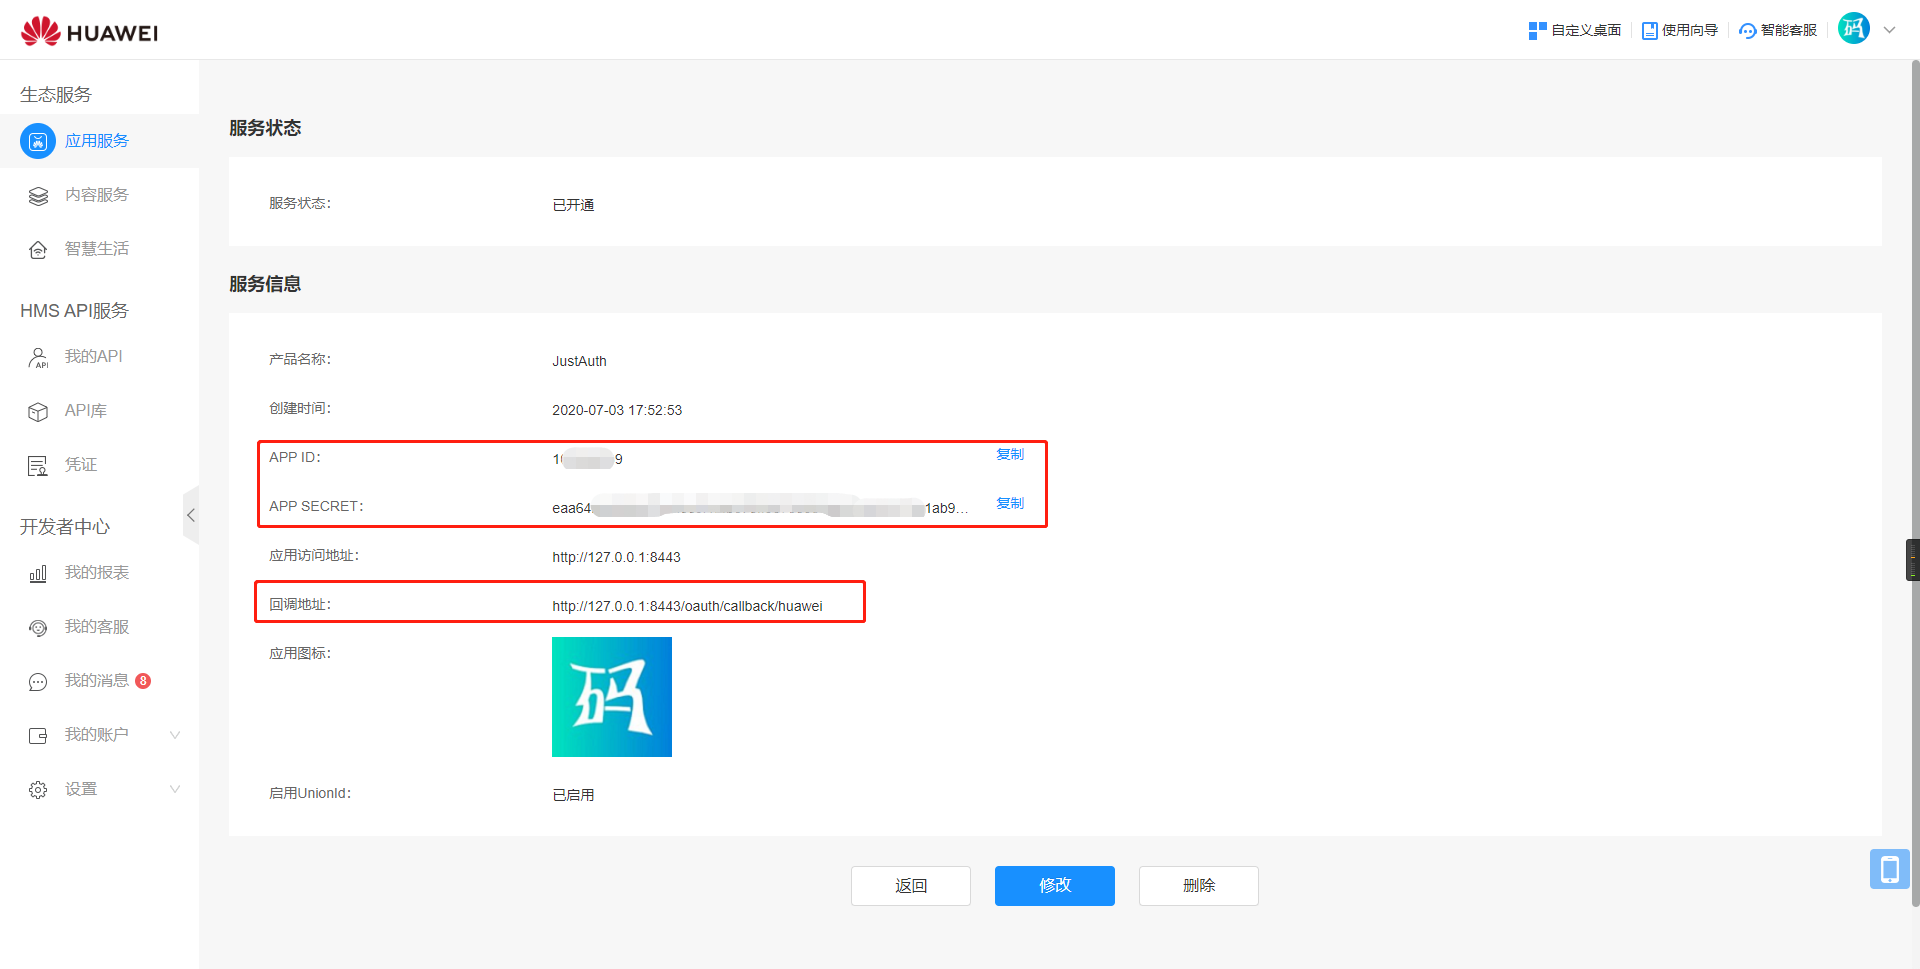 HUAWEI
自定义桌面
使用向导
智能客服
码
生态服务
应用服务
内容服务
智慧生活
HMS API服务
我的API
API库
凭证
开发者中心
我的报表
我的客服
我的消息 8
我的账户
设置
服务状态
服务状态：
已开通
服务信息
产品名称：
JustAuth
创建时间：
2020-07-03 17:52:53
APP ID：
1 9
复制
APP SECRET：
eaa64 1ab9...
复制
应用访问地址：
http://127.0.0.1:8443
回调地址：
http://127.0.0.1:8443/oauth/callback/huawei
应用图标：
码
启用UnionId：
已启用
返回
修改
删除